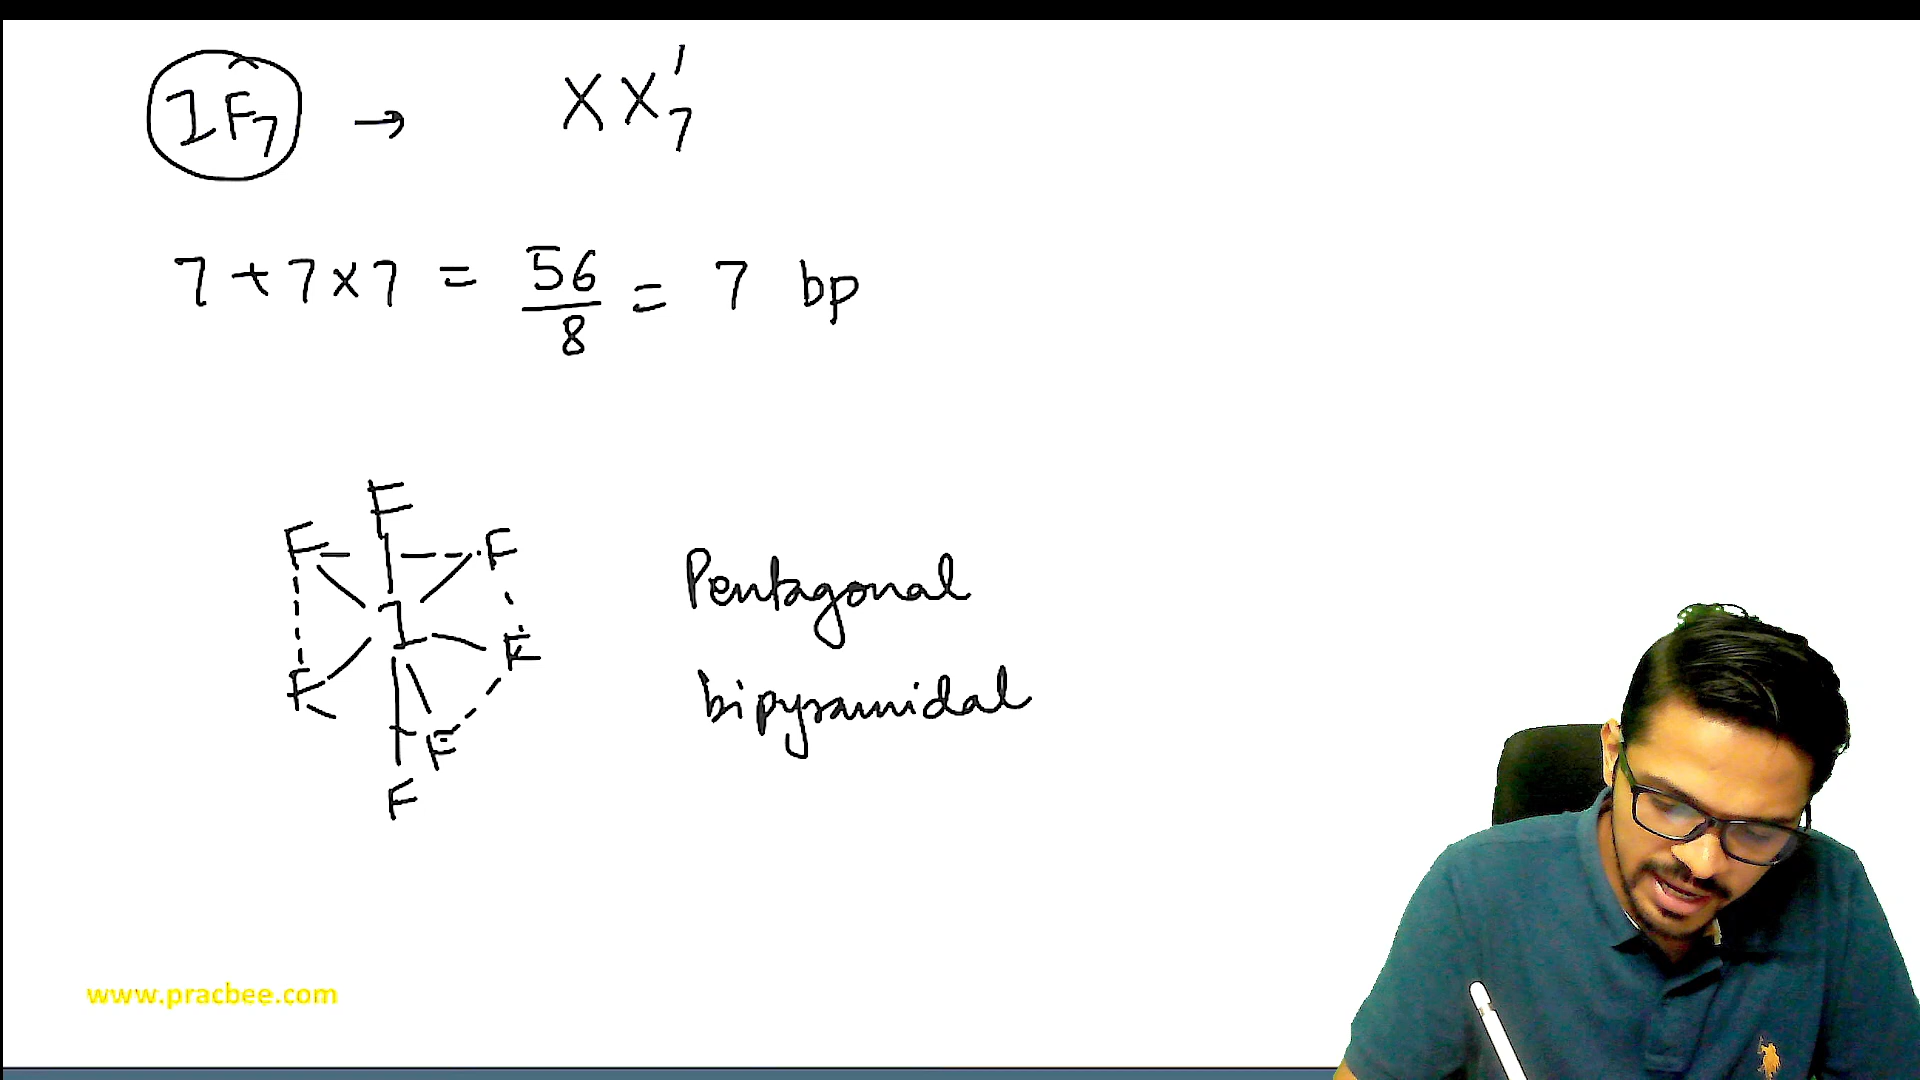 IF₇ → XX'₇
7 + 7 × 7 = 56/8 = 7 bp
F
F F
I
F F
F
F
Pentagonal
bipyramidal
www.pracbee.com